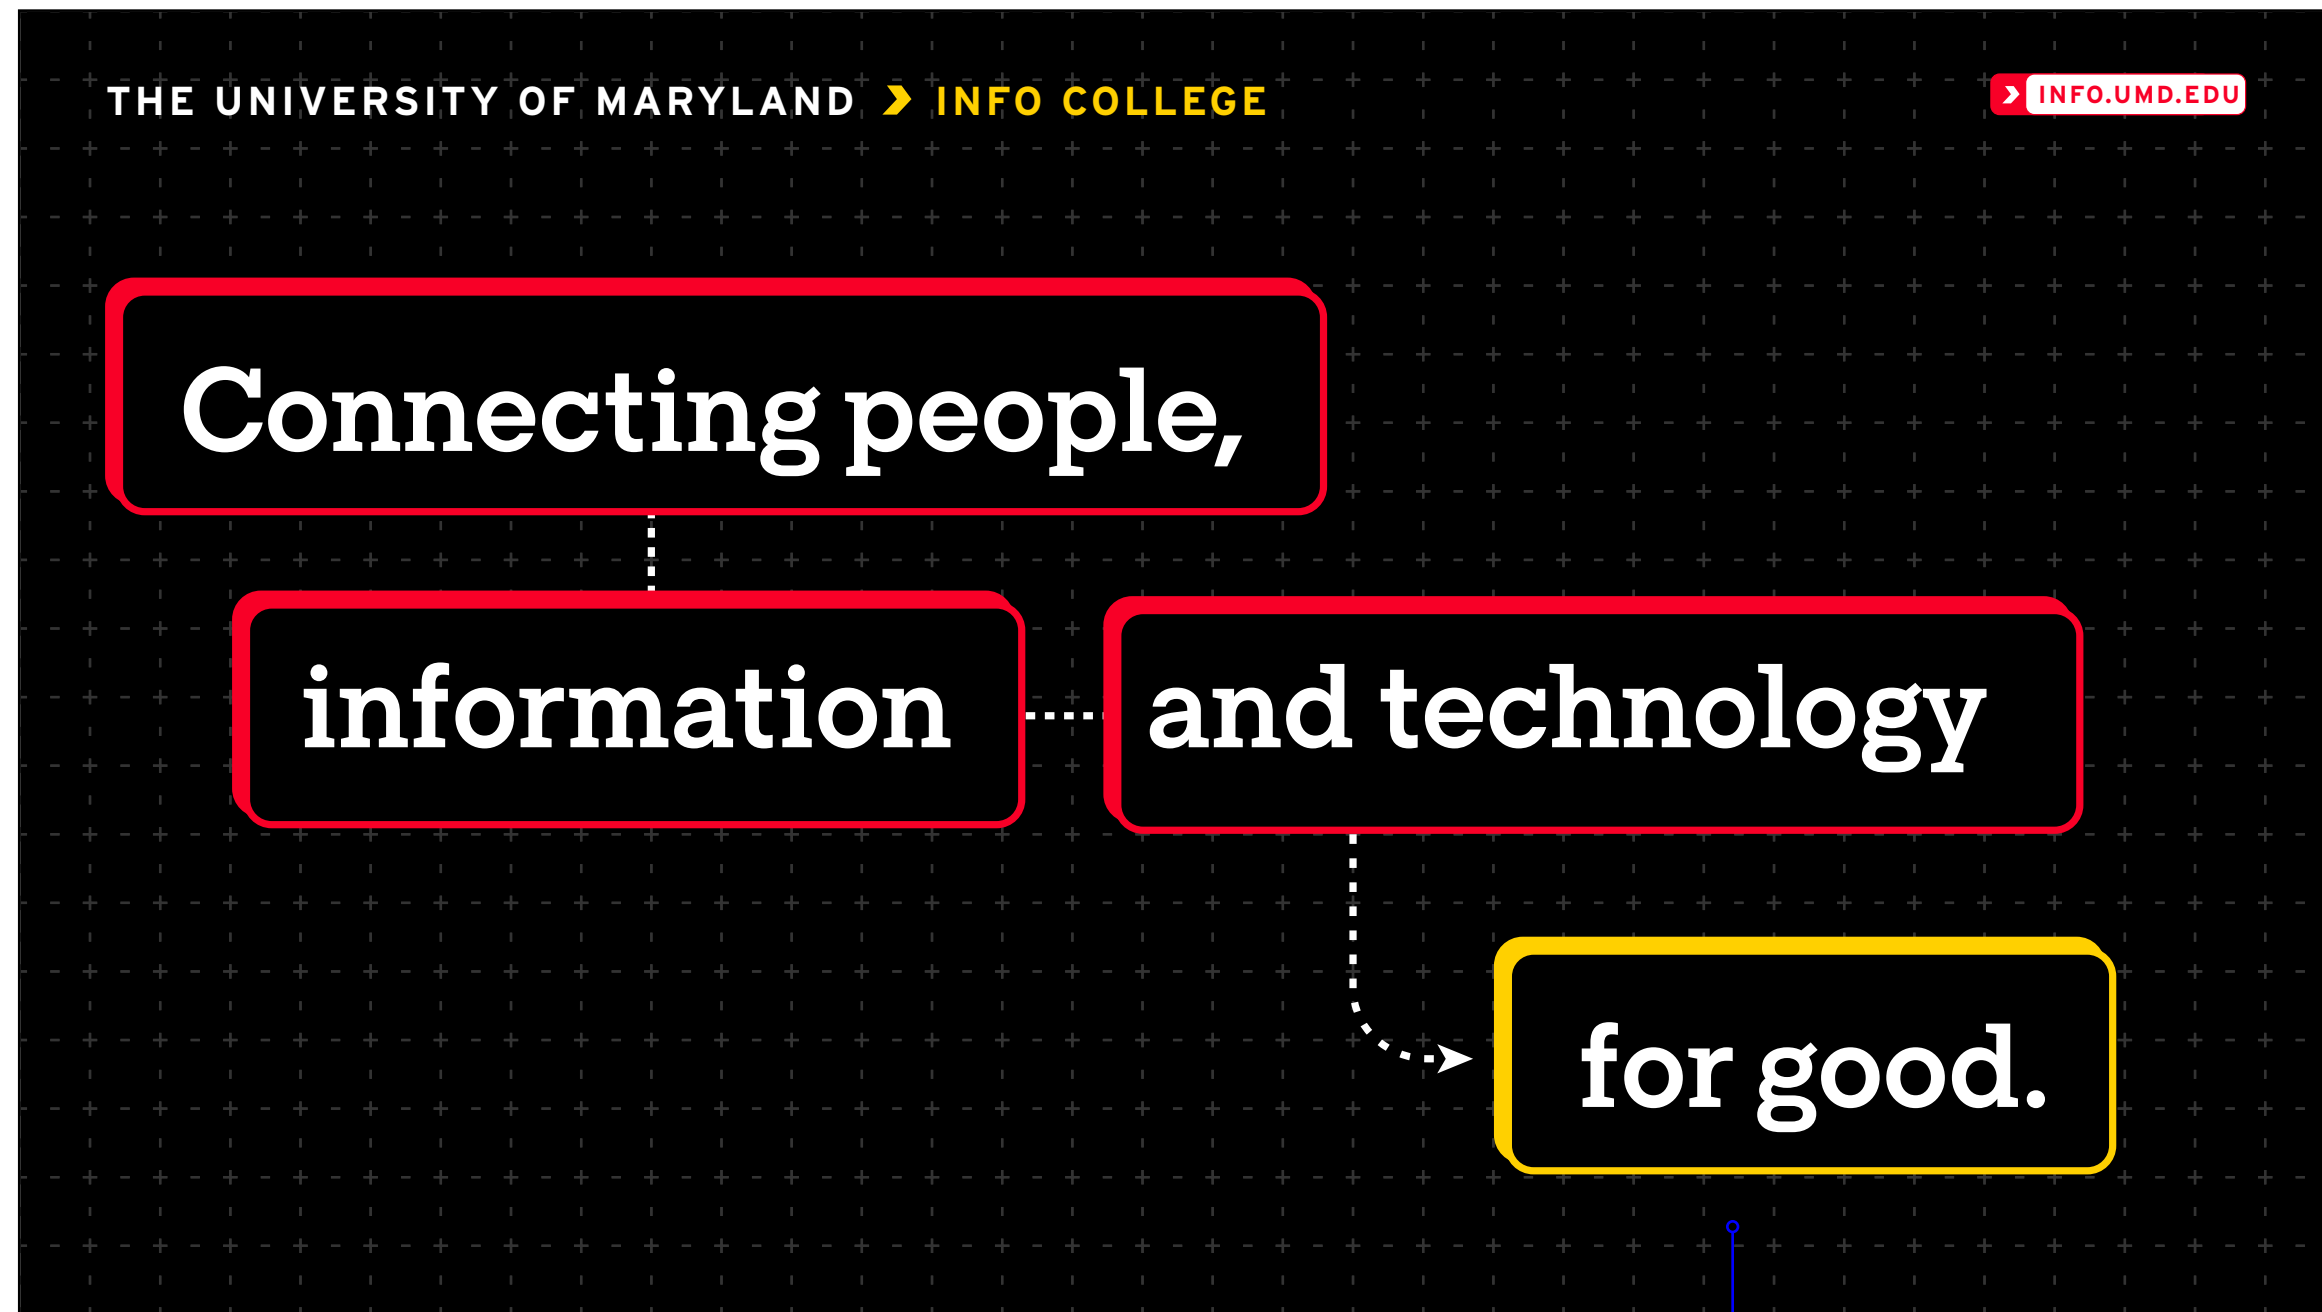 THE UNIVERSITY OF MARYLAND INFO COLLEGE
INFO.UMD.EDU
Connecting people,
information
and technology
for good.